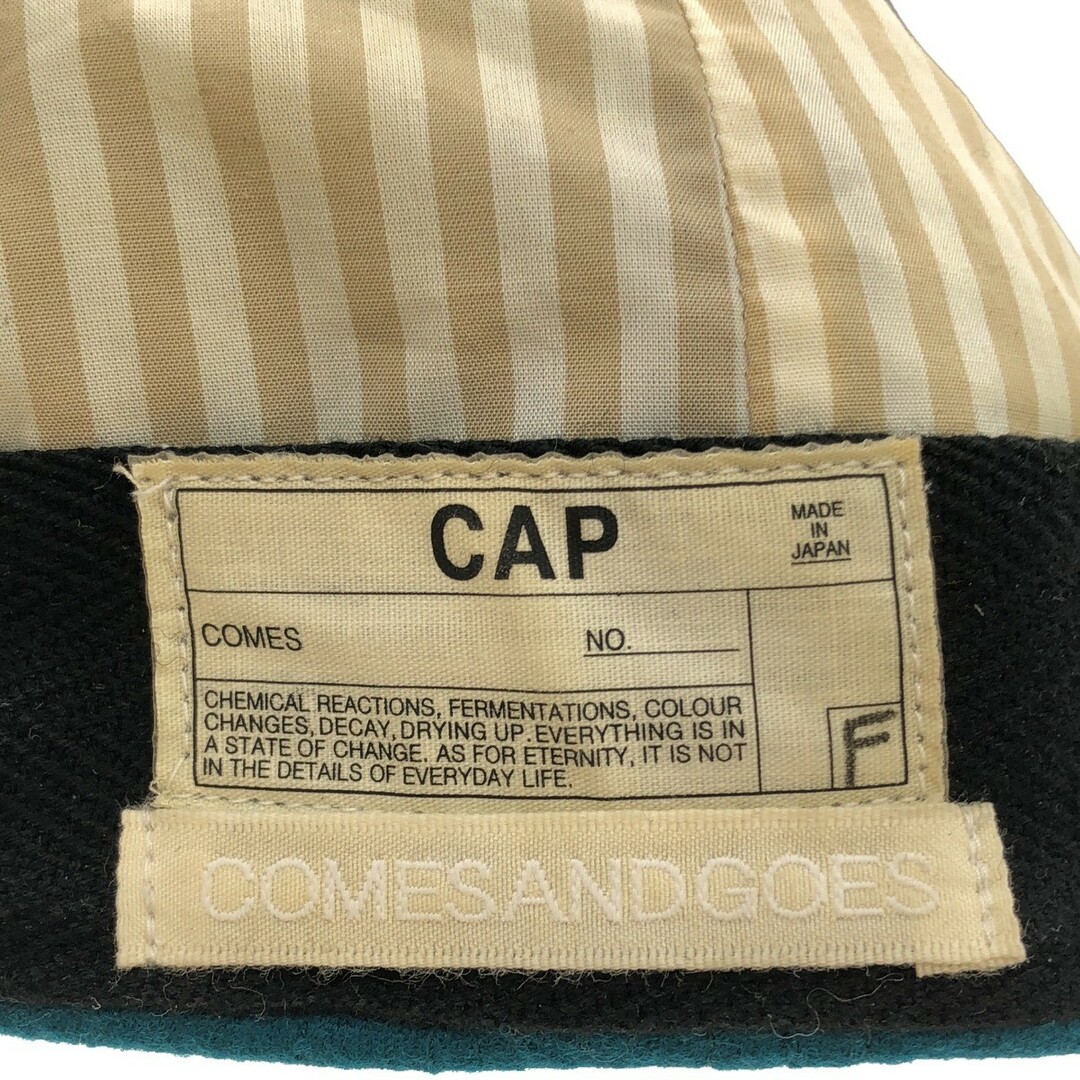 CAP
MADE
IN
JAPAN
COMES NO.
CHEMICAL REACTIONS, FERMENTATIONS, COLOUR
CHANGES, DECAY, DRYING UP. EVERYTHING IS IN
A STATE OF CHANGE. AS FOR ETERNITY, IT IS NOT
IN THE DETAILS OF EVERYDAY LIFE.
F
COMESANDGOES